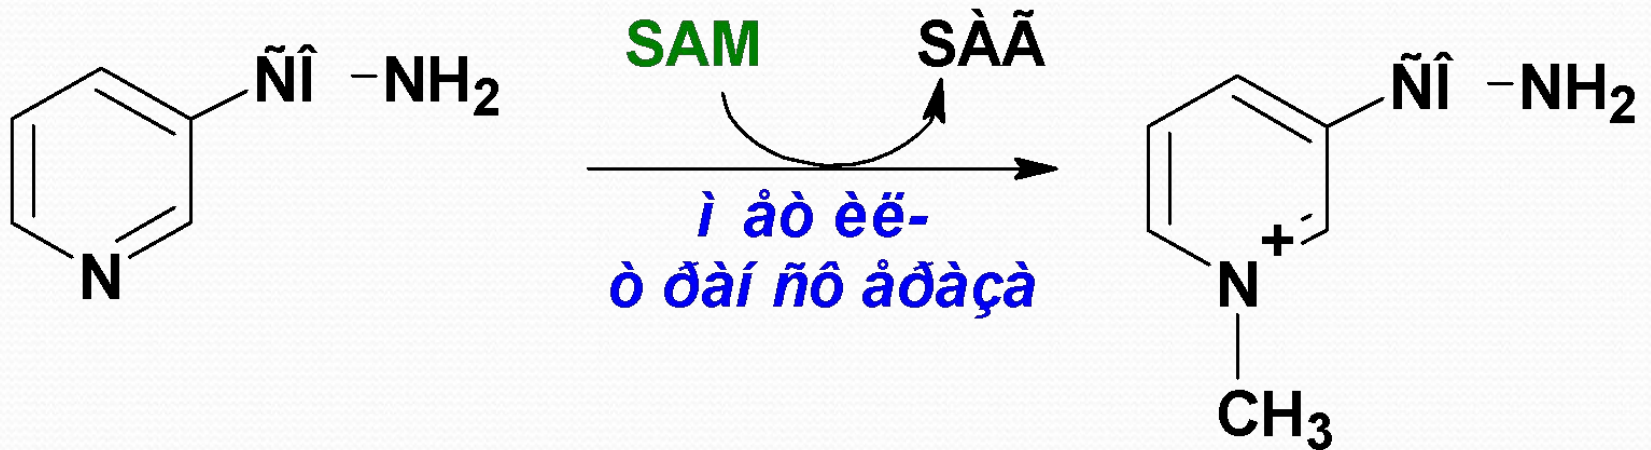 SAM SÀÃ
ÑÎ –NH2 ÑÎ –NH2
ì åò èë-
ò ðàí ñô åðàçà
N N +
CH3